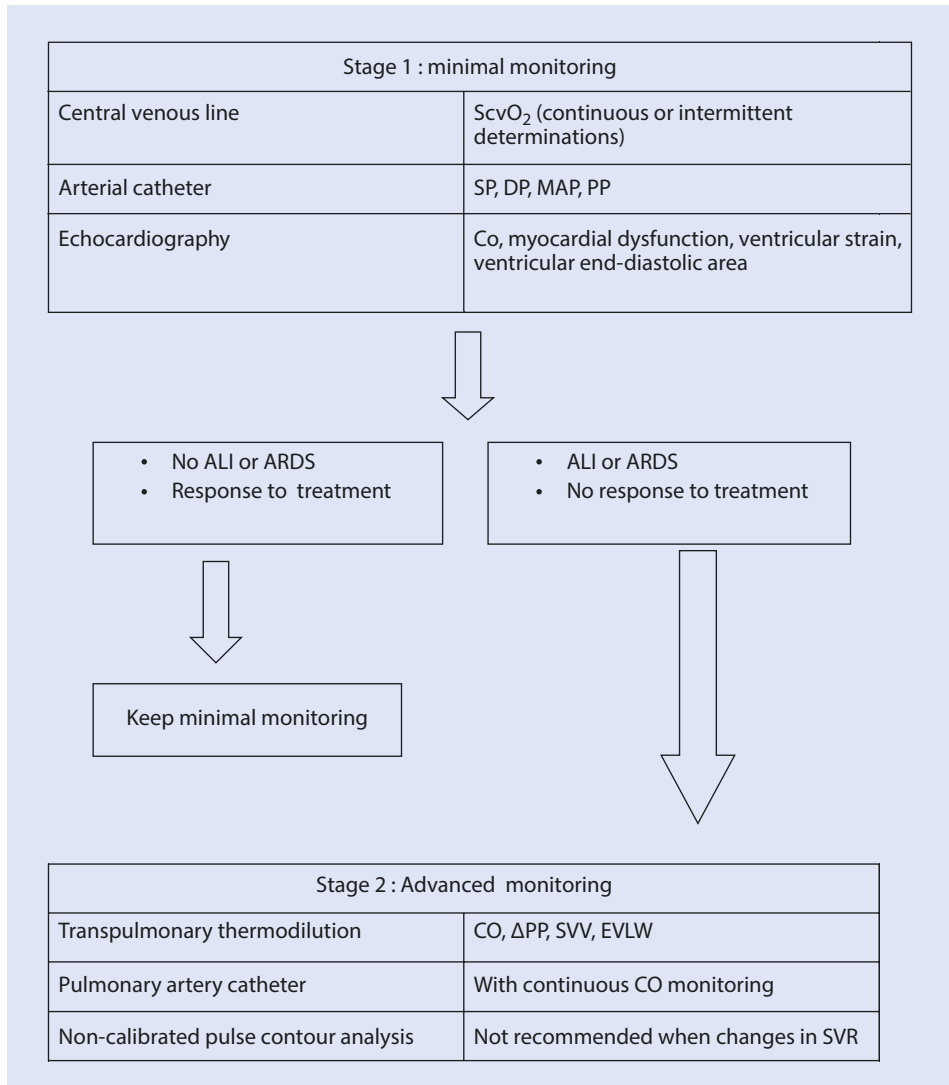 Stage 1 : minimal monitoring
Central venous line
ScvO₂ (continuous or intermittent
determinations)
Arterial catheter
SP, DP, MAP, PP
Echocardiography
Co, myocardial dysfunction, ventricular strain,
ventricular end-diastolic area
• No ALI or ARDS
• Response to treatment
• ALI or ARDS
• No response to treatment
Keep minimal monitoring
Stage 2 : Advanced monitoring
Transpulmonary thermodilution
CO, ΔPP, SVV, EVLW
Pulmonary artery catheter
With continuous CO monitoring
Non-calibrated pulse contour analysis
Not recommended when changes in SVR